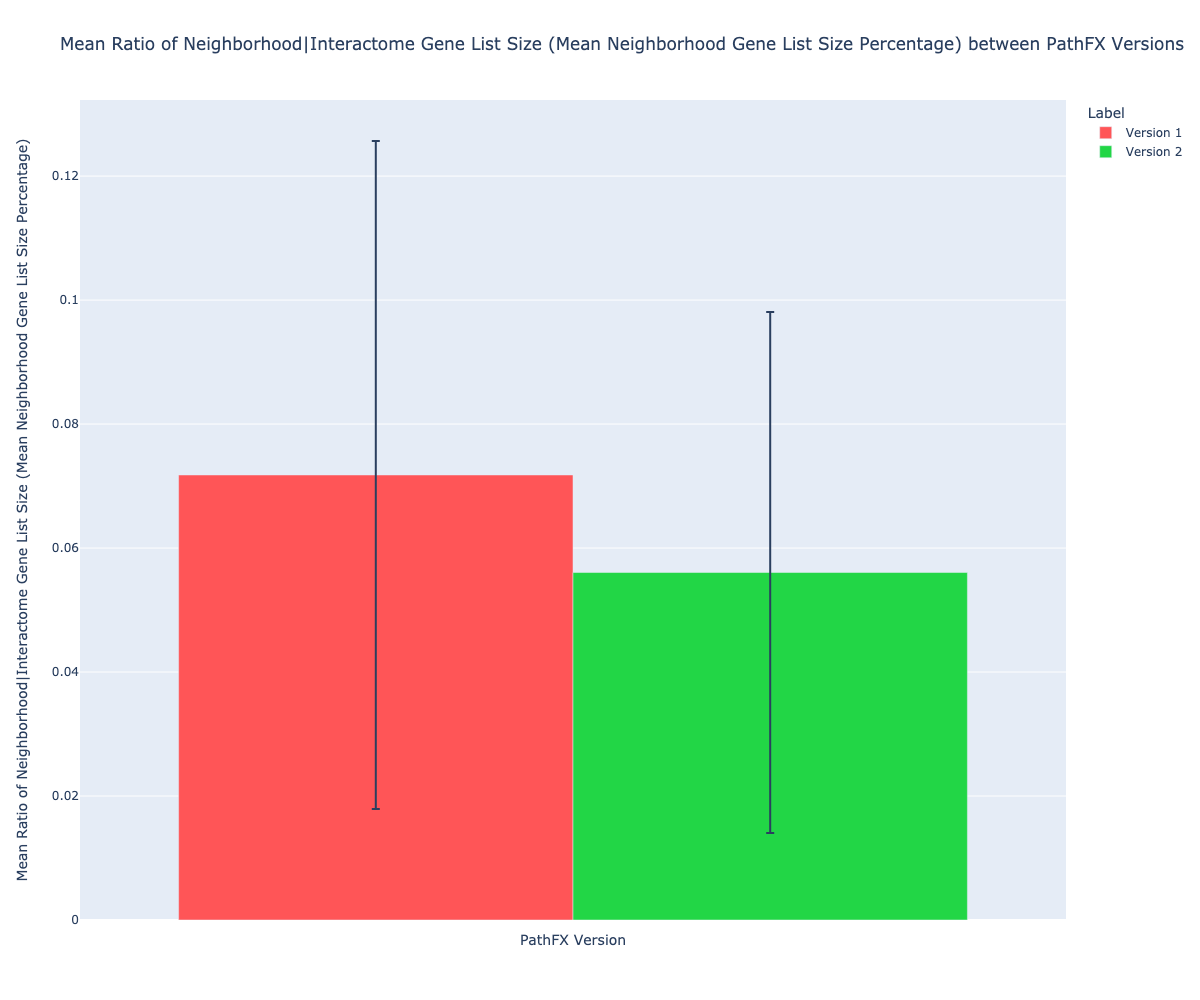 Mean Ratio of Neighborhood|Interactome Gene List Size (Mean Neighborhood Gene List Size Percentage) between PathFX Versions
Mean Ratio of Neighborhood|Interactome Gene List Size (Mean Neighborhood Gene List Size Percentage)
0.12
0.1
0.08
0.06
0.04
0.02
0
PathFX Version
Label
Version 1
Version 2